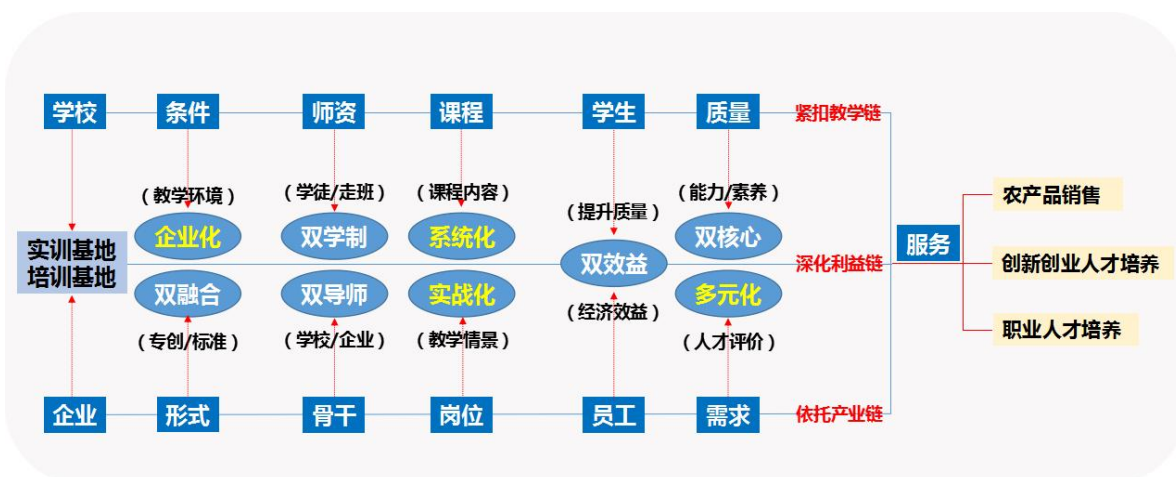 学校
条件
师资
课程
学生
质量
紧扣教学链
（教学环境）
（学徒/走班）
（课程内容）
（提升质量）
（能力/素养）
企业化
双学制
系统化
双核心
实训基地
培训基地
双效益
深化利益链
服务
农产品销售
创新创业人才培养
职业人才培养
双融合
双导师
实战化
多元化
（专创/标准）
（学校/企业）
（教学情景）
（经济效益）
（人才评价）
企业
形式
骨干
岗位
员工
需求
依托产业链